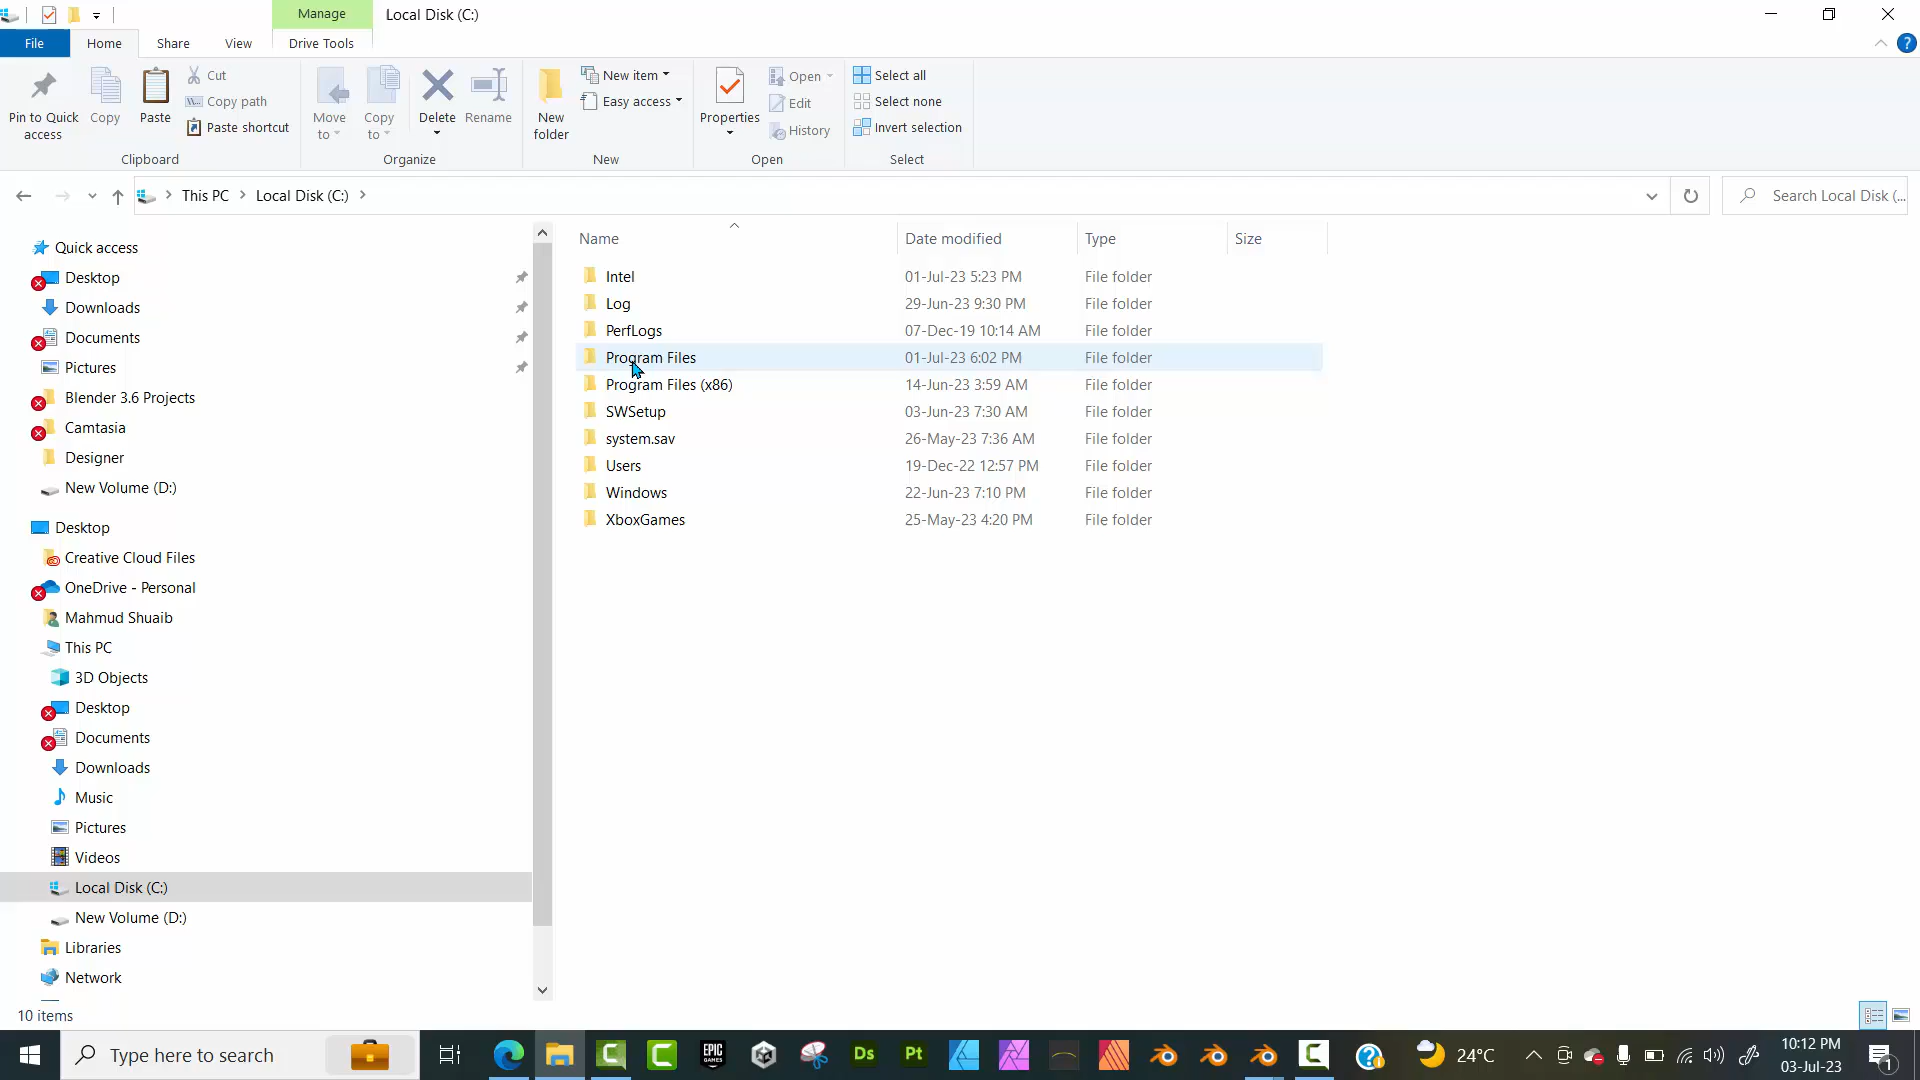 Manage
Local Disk (C:)
File
Home
Share
View
Drive Tools
Pin to Quick access
Copy
Paste
Cut
Copy path
Paste shortcut
Clipboard
Move to
Copy to
Delete
Rename
Organize
New folder
New item
Easy access
New
Properties
Open
Edit
History
Open
Select all
Select none
Invert selection
Select
This PC
Local Disk (C:)
Search Local Disk (...
Quick access
Desktop
Downloads
Documents
Pictures
Blender 3.6 Projects
Camtasia
Designer
New Volume (D:)
Desktop
Creative Cloud Files
OneDrive - Personal
Mahmud Shuaib
This PC
3D Objects
Desktop
Documents
Downloads
Music
Pictures
Videos
Local Disk (C:)
New Volume (D:)
Libraries
Network
Name Date modified Type Size
Intel 01-Jul-23 5:23 PM File folder
Log 29-Jun-23 9:30 PM File folder
PerfLogs 07-Dec-19 10:14 AM File folder
Program Files 01-Jul-23 6:02 PM File folder
Program Files (x86) 14-Jun-23 3:59 AM File folder
SWSetup 03-Jun-23 7:30 AM File folder
system.sav 26-May-23 7:36 AM File folder
Users 19-Dec-22 12:57 PM File folder
Windows 22-Jun-23 7:10 PM File folder
XboxGames 25-May-23 4:20 PM File folder
10 items
Type here to search
EPIC GAMES
Ds
Pt
24°C
10:12 PM
03-Jul-23
1